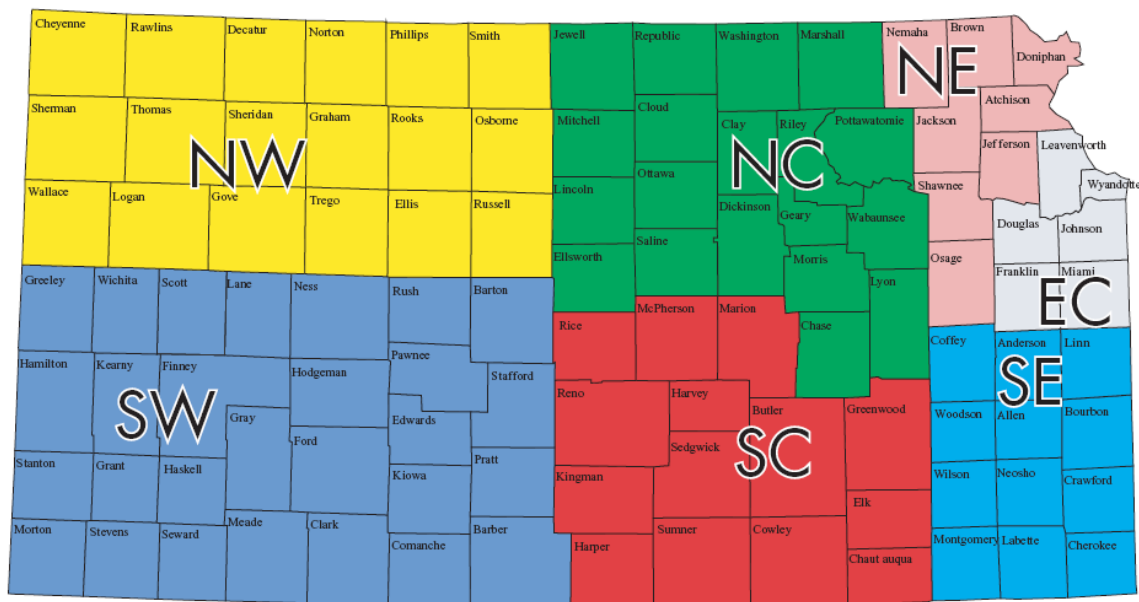 Cheyenne
Rawlins
Decatur
Norton
Phillips
Smith
Jewell
Republic
Washington
Marshall
Nemaha
Brown
Doniphan
NE
Sherman
Thomas
Sheridan
Graham
Rooks
Osborne
Mitchell
Cloud
Clay
Riley
Pottawatomie
Jackson
Atchison
Jefferson
Leavenworth
Wyandotte
NW
NC
Wallace
Logan
Gove
Trego
Ellis
Russell
Lincoln
Ottawa
Dickinson
Geary
Wabaunsee
Shawnee
Douglas
Johnson
Greeley
Wichita
Scott
Lane
Ness
Rush
Barton
Ellsworth
Saline
Morris
Lyon
Osage
Franklin
Miami
EC
Rice
McPherson
Marion
Chase
Coffey
Anderson
Linn
SE
Hamilton
Kearny
Finney
Hodgeman
Pawnee
Stafford
Reno
Harvey
Butler
Greenwood
Woodson
Allen
Bourbon
SW
Gray
Ford
Edwards
Sedgwick
SC
Stanton
Grant
Haskell
Kiowa
Pratt
Kingman
Elk
Wilson
Neosho
Crawford
Morton
Stevens
Seward
Meade
Clark
Comanche
Barber
Harper
Sumner
Cowley
Chaut auqua
Montgomery
Labette
Cherokee